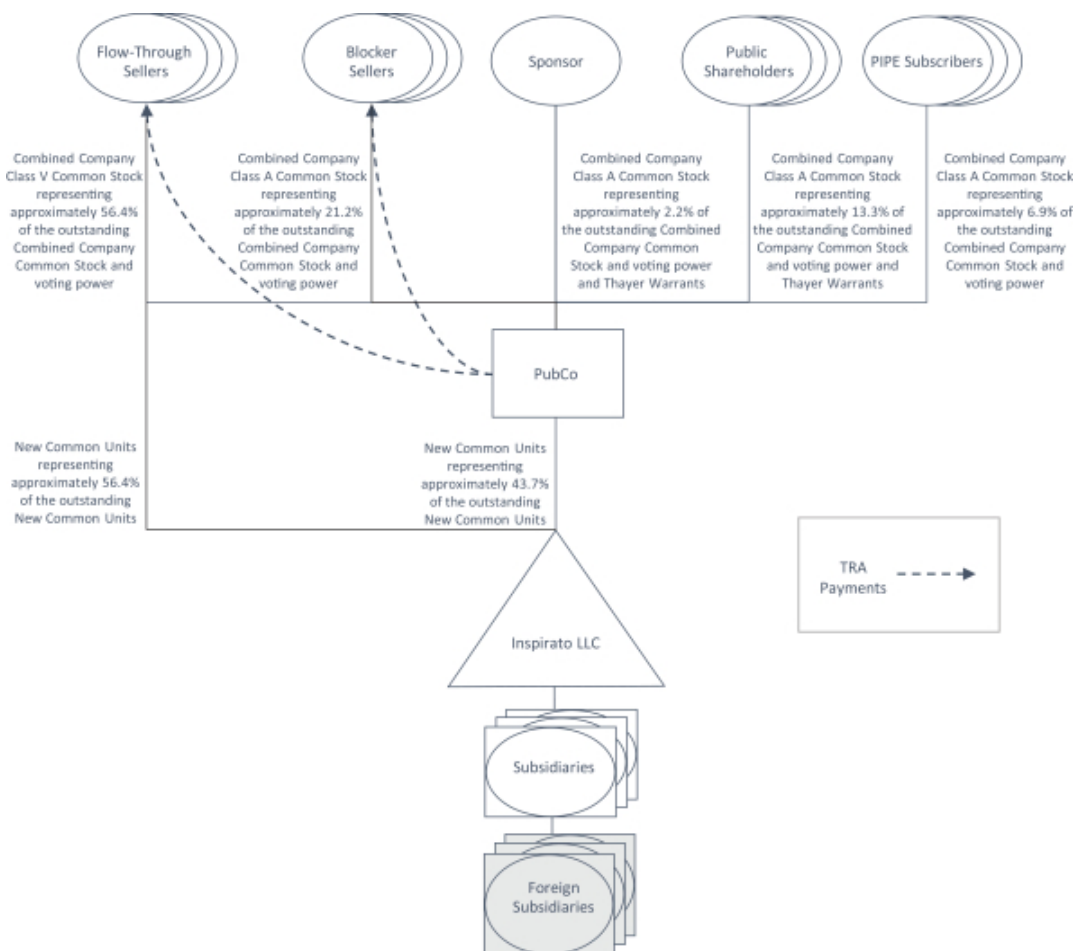 Flow-Through
Sellers
Blocker
Sellers
Sponsor
Public
Shareholders
PIPE Subscribers
Combined Company
Class V Common Stock
representing
approximately 56.4%
of the outstanding
Combined Company
Common Stock and
voting power
Combined Company
Class A Common Stock
representing
approximately 21.2%
of the outstanding
Combined Company
Common Stock and
voting power
Combined Company
Class A Common Stock
representing
approximately 2.2% of
the outstanding Combined
Company Common
Stock and voting power
and Thayer Warrants
Combined Company
Class A Common Stock
representing
approximately 13.3% of
the outstanding Combined
Company Common Stock
and voting power and
Thayer Warrants
Combined Company
Class A Common Stock
representing
approximately 6.9% of
the outstanding
Combined Company
Common Stock and
voting power
PubCo
New Common Units
representing
approximately 56.4%
of the outstanding
New Common Units
New Common Units
representing
approximately 43.7%
of the outstanding
New Common Units
TRA
Payments
Inspirato LLC
Subsidiaries
Foreign
Subsidiaries